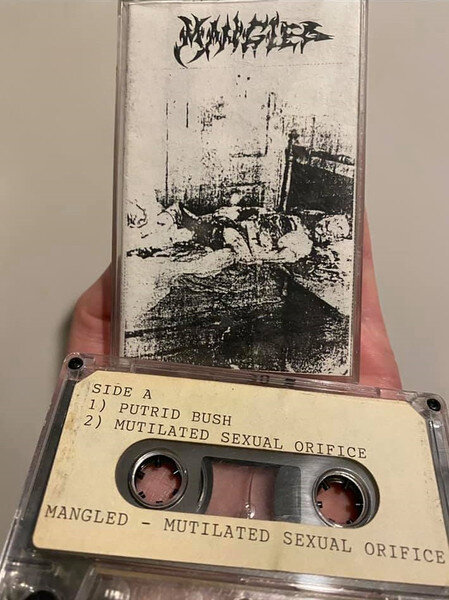 MANGLED
SIDE A
1) PUTRID BUSH
2) MUTILATED SEXUAL ORIFICE
MANGLED - MUTILATED SEXUAL ORIFICE